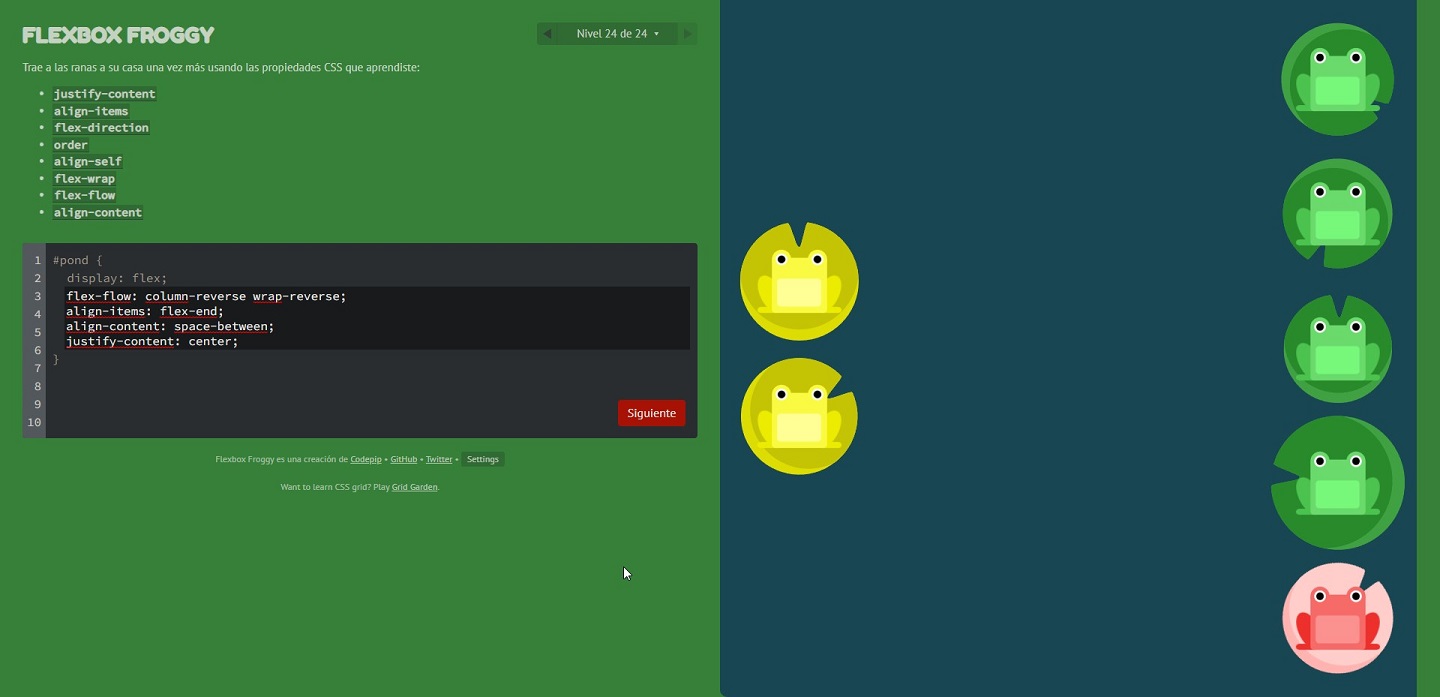 FLEXBOX FROGGY
◀ Nivel 24 de 24 ▾ ▶
Trae a las ranas a su casa una vez más usando las propiedades CSS que aprendiste:
• justify-content
• align-items
• flex-direction
• order
• align-self
• flex-wrap
• flex-flow
• align-content
1 #pond {
2 display: flex;
3 flex-flow: column-reverse wrap-reverse;
4 align-items: flex-end;
5 align-content: space-between;
6 justify-content: center;
7 }
8
9
10
Siguiente
Flexbox Froggy es una creación de Codepip • GitHub • Twitter • Settings
Want to learn CSS grid? Play Grid Garden.